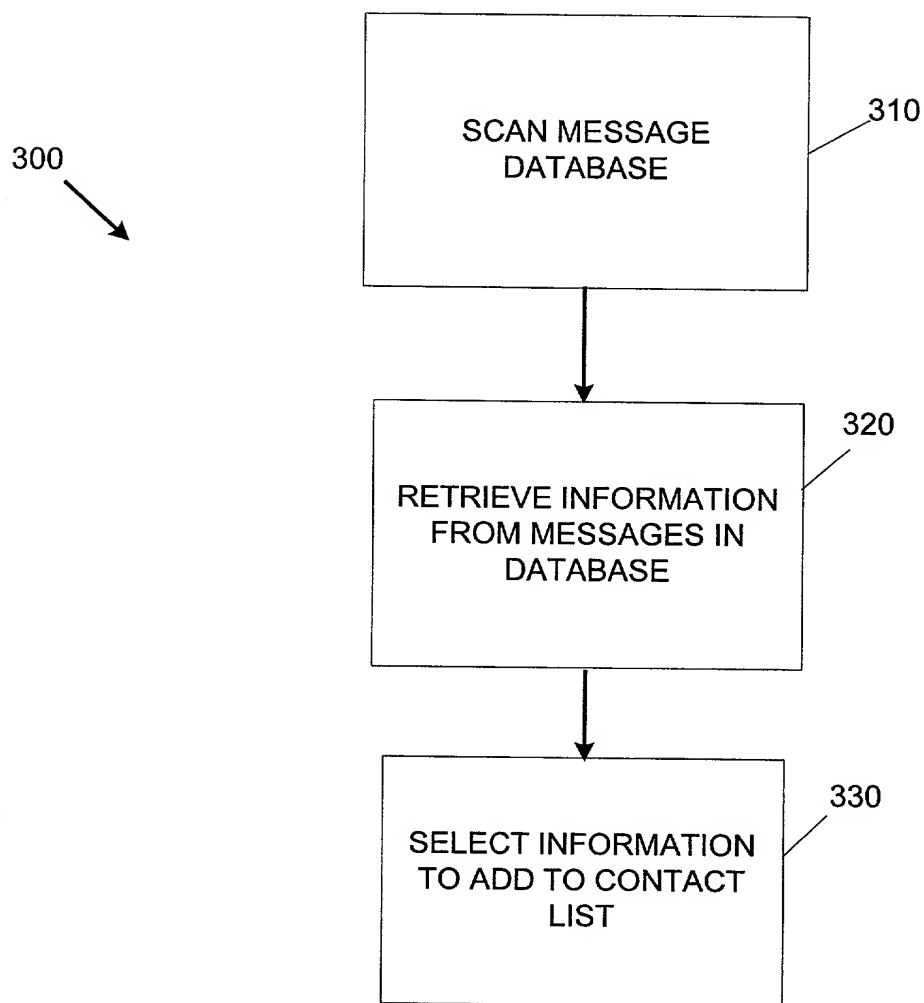 300
SCAN MESSAGE
DATABASE
310
RETRIEVE INFORMATION
FROM MESSAGES IN
DATABASE
320
SELECT INFORMATION
TO ADD TO CONTACT
LIST
330